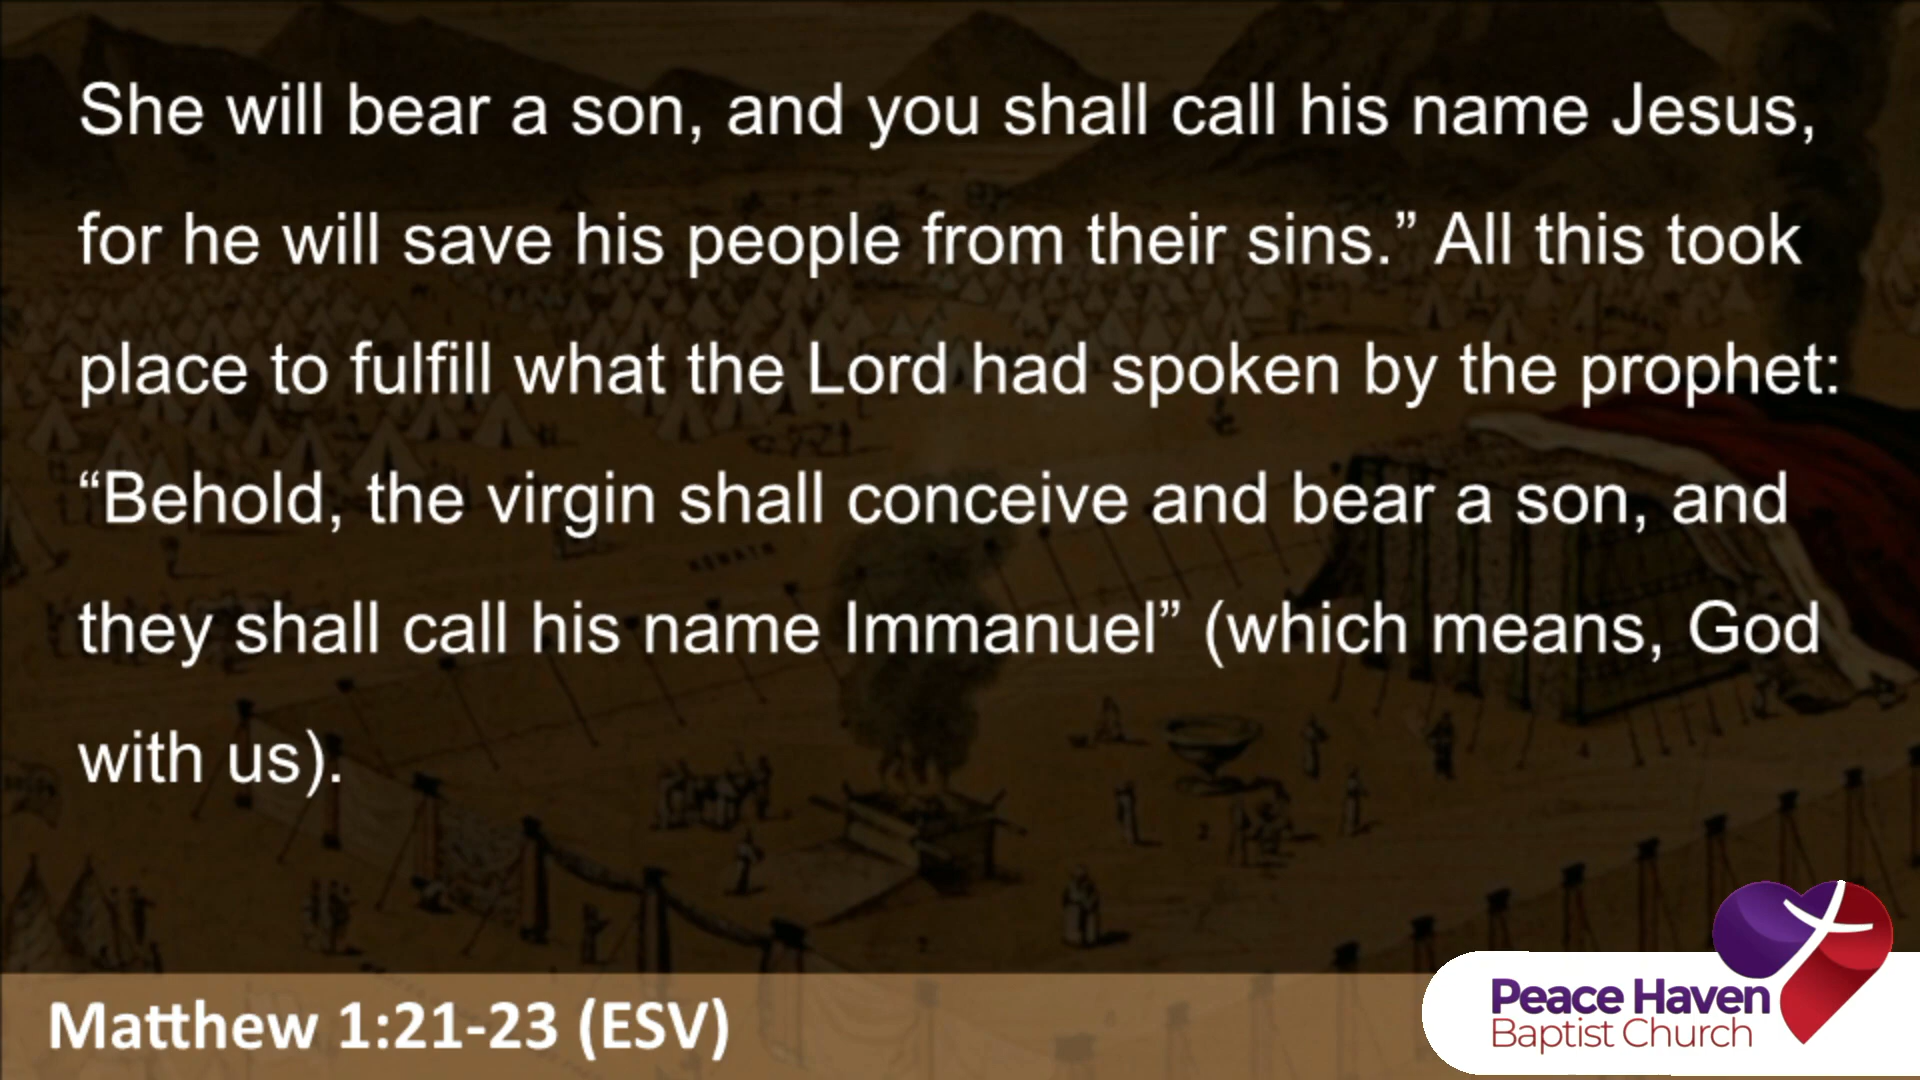 She will bear a son, and you shall call his name Jesus,
for he will save his people from their sins.” All this took
place to fulfill what the Lord had spoken by the prophet:
“Behold, the virgin shall conceive and bear a son, and
they shall call his name Immanuel” (which means, God
with us).
Matthew 1:21-23 (ESV)
Peace Haven
Baptist Church